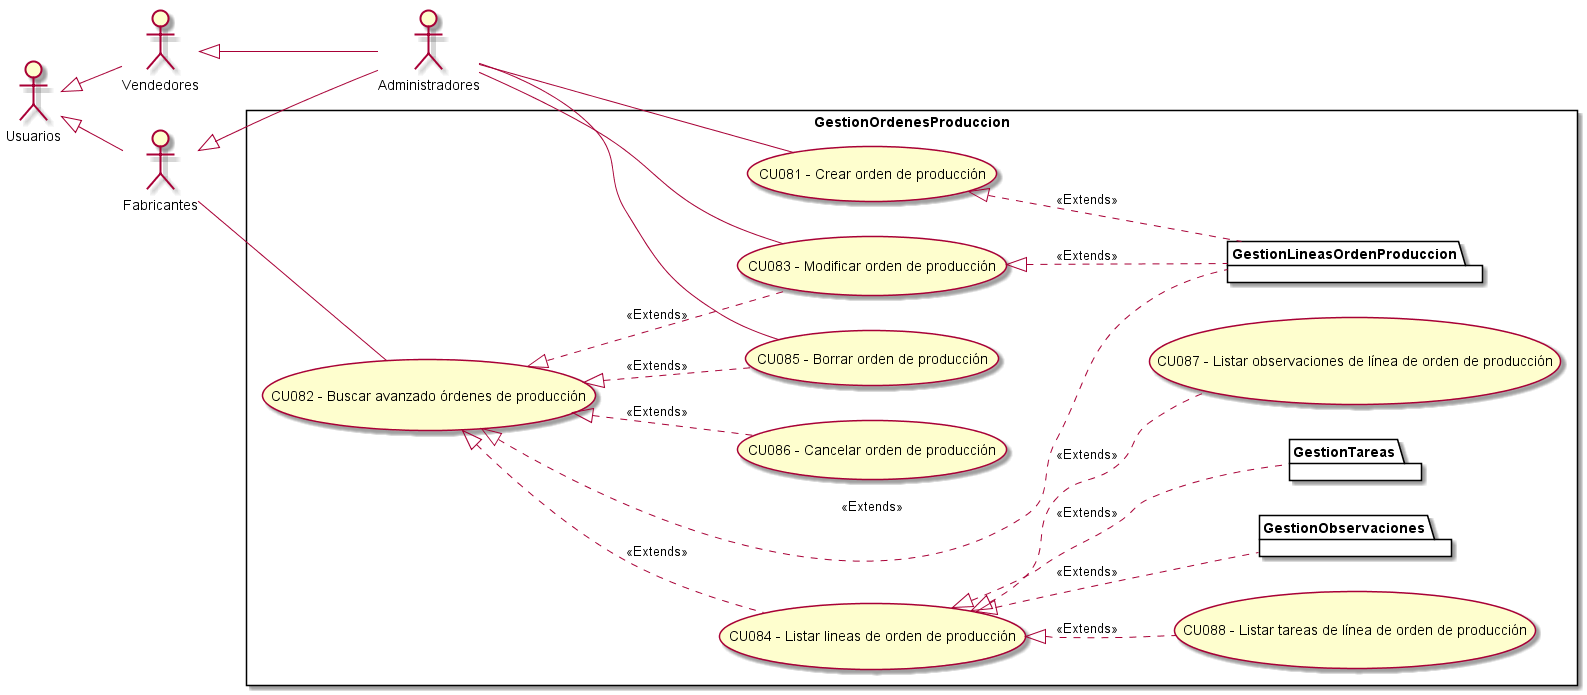 Vendedores
Administradores
Usuarios
Fabricantes
GestionOrdenesProduccion
CU081 - Crear orden de producción
«Extends»
GestionLineasOrdenProduccion
CU083 - Modificar orden de producción
«Extends»
«Extends»
CU085 - Borrar orden de producción
CU087 - Listar observaciones de línea de orden de producción
«Extends»
CU082 - Buscar avanzado órdenes de producción
«Extends»
CU086 - Cancelar orden de producción
«Extends»
GestionTareas
«Extends»
«Extends»
GestionObservaciones
«Extends»
«Extends»
CU084 - Listar lineas de orden de producción
«Extends»
CU088 - Listar tareas de línea de orden de producción